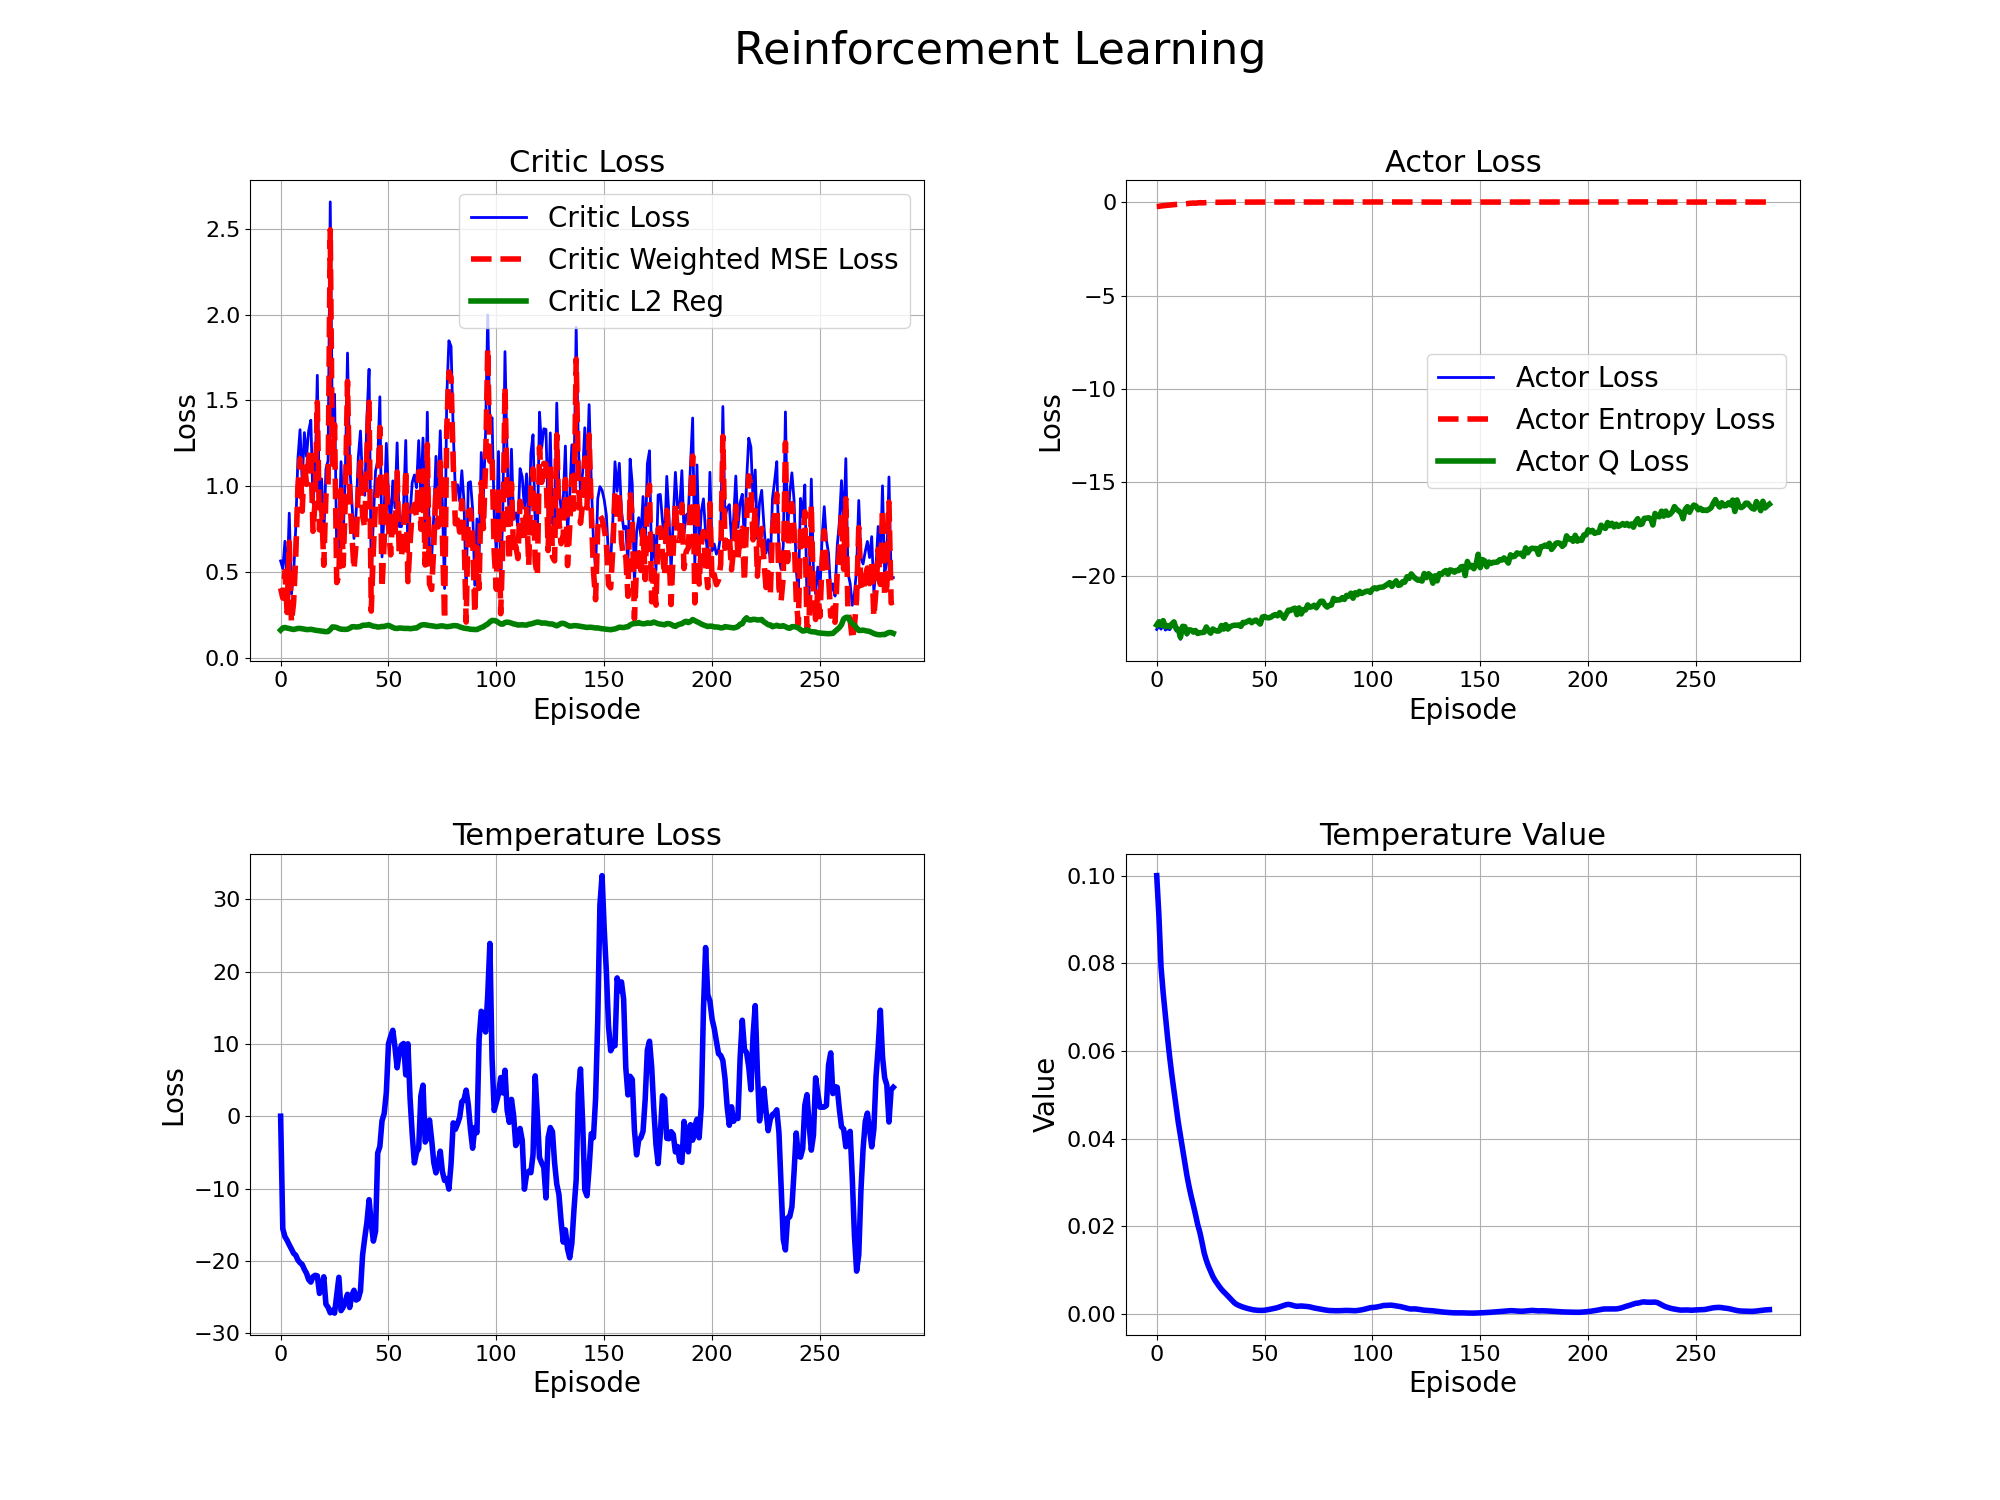 Reinforcement Learning
Critic Loss
Loss
2.5
2.0
1.5
1.0
0.5
0.0
Critic Loss
Critic Weighted MSE Loss
Critic L2 Reg
0 50 100 150 200 250
Episode
Actor Loss
Loss
0
−5
−10
−15
−20
Actor Loss
Actor Entropy Loss
Actor Q Loss
0 50 100 150 200 250
Episode
Temperature Loss
Loss
30
20
10
0
−10
−20
−30
0 50 100 150 200 250
Episode
Temperature Value
Value
0.10
0.08
0.06
0.04
0.02
0.00
0 50 100 150 200 250
Episode